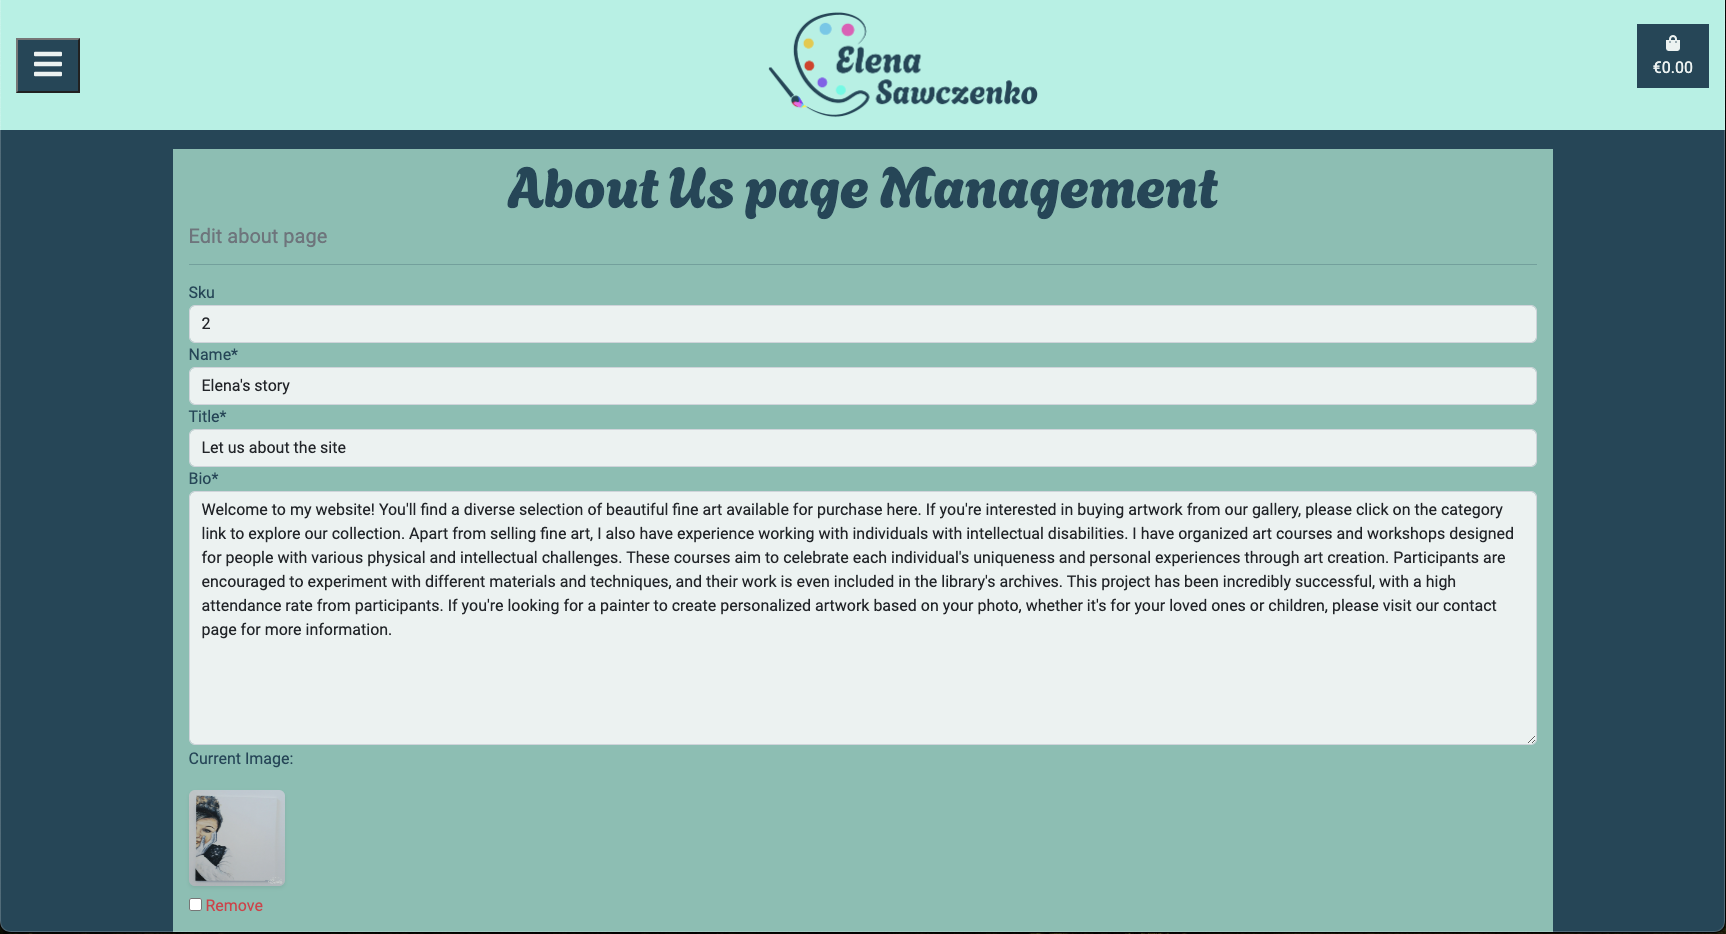 Elena
Sawczenko
€0.00
About Us page Management
Edit about page
Sku
2
Name*
Elena's story
Title*
Let us about the site
Bio*
Welcome to my website! You'll find a diverse selection of beautiful fine art available for purchase here. If you're interested in buying artwork from our gallery, please click on the category
link to explore our collection. Apart from selling fine art, I also have experience working with individuals with intellectual disabilities. I have organized art courses and workshops designed
for people with various physical and intellectual challenges. These courses aim to celebrate each individual's uniqueness and personal experiences through art creation. Participants are
encouraged to experiment with different materials and techniques, and their work is even included in the library's archives. This project has been incredibly successful, with a high
attendance rate from participants. If you're looking for a painter to create personalized artwork based on your photo, whether it's for your loved ones or children, please visit our contact
page for more information.
Current Image:
Remove